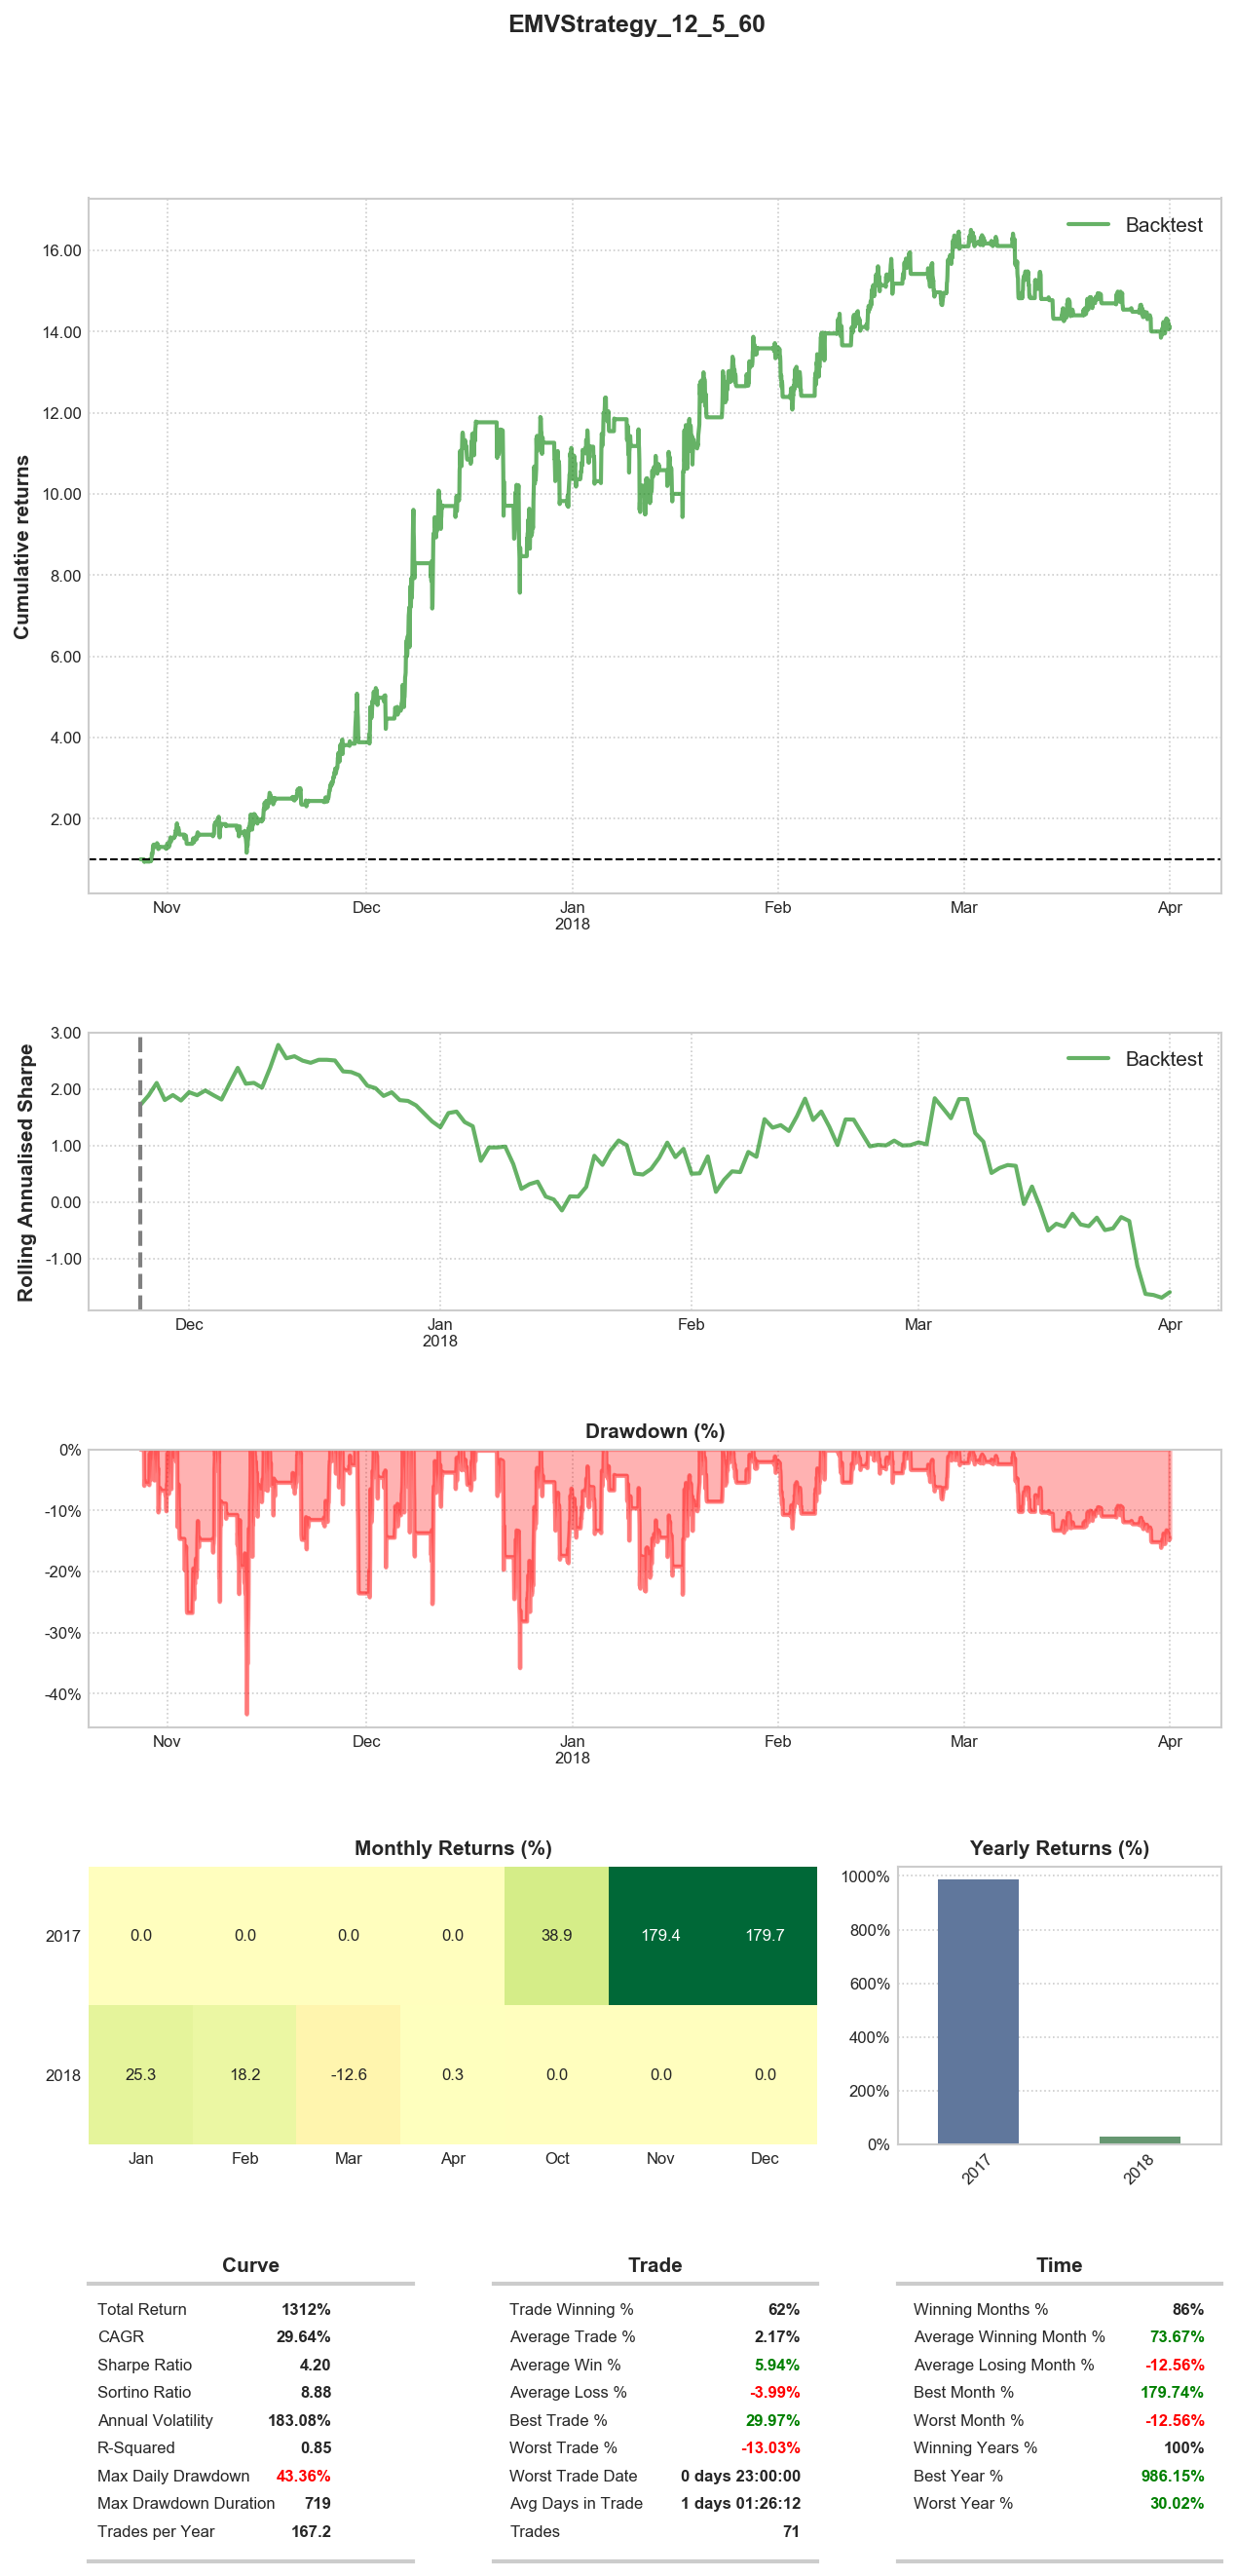 EMVStrategy_12_5_60
Cumulative returns
16.00
14.00
12.00
10.00
8.00
6.00
4.00
2.00
Backtest
Nov Dec Jan Feb Mar Apr
2018
Rolling Annualised Sharpe
3.00
2.00
1.00
0.00
-1.00
Backtest
Dec Jan Feb Mar Apr
2018
Drawdown (%)
0%
-10%
-20%
-30%
-40%
Nov Dec Jan Feb Mar Apr
2018
Monthly Returns (%)
2017 0.0 0.0 0.0 0.0 38.9 179.4 179.7
2018 25.3 18.2 -12.6 0.3 0.0 0.0 0.0
Jan Feb Mar Apr Oct Nov Dec
Yearly Returns (%)
1000%
800%
600%
400%
200%
0%
2017 2018
Curve
Total Return 1312%
CAGR 29.64%
Sharpe Ratio 4.20
Sortino Ratio 8.88
Annual Volatility 183.08%
R-Squared 0.85
Max Daily Drawdown 43.36%
Max Drawdown Duration 719
Trades per Year 167.2
Trade
Trade Winning % 62%
Average Trade % 2.17%
Average Win % 5.94%
Average Loss % -3.99%
Best Trade % 29.97%
Worst Trade % -13.03%
Worst Trade Date 0 days 23:00:00
Avg Days in Trade 1 days 01:26:12
Trades 71
Time
Winning Months % 86%
Average Winning Month % 73.67%
Average Losing Month % -12.56%
Best Month % 179.74%
Worst Month % -12.56%
Winning Years % 100%
Best Year % 986.15%
Worst Year % 30.02%